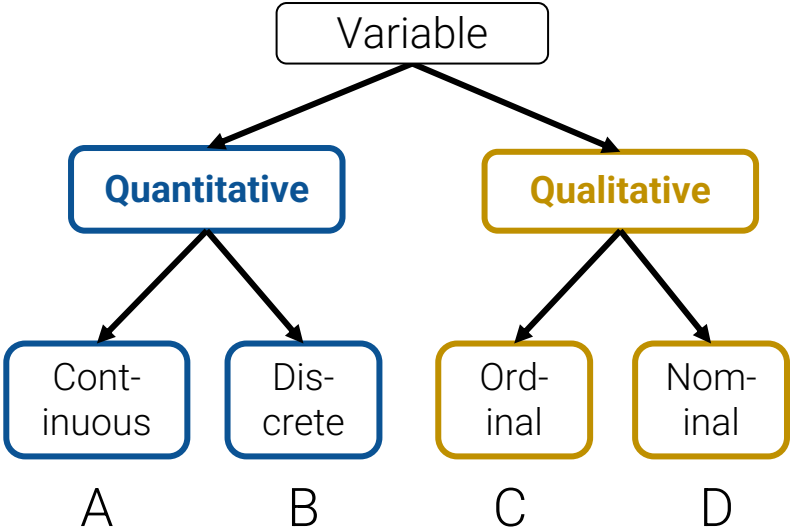 Variable
Quantitative
Qualitative
Cont-
inuous
Dis-
crete
Ord-
inal
Nom-
inal
A
B
C
D